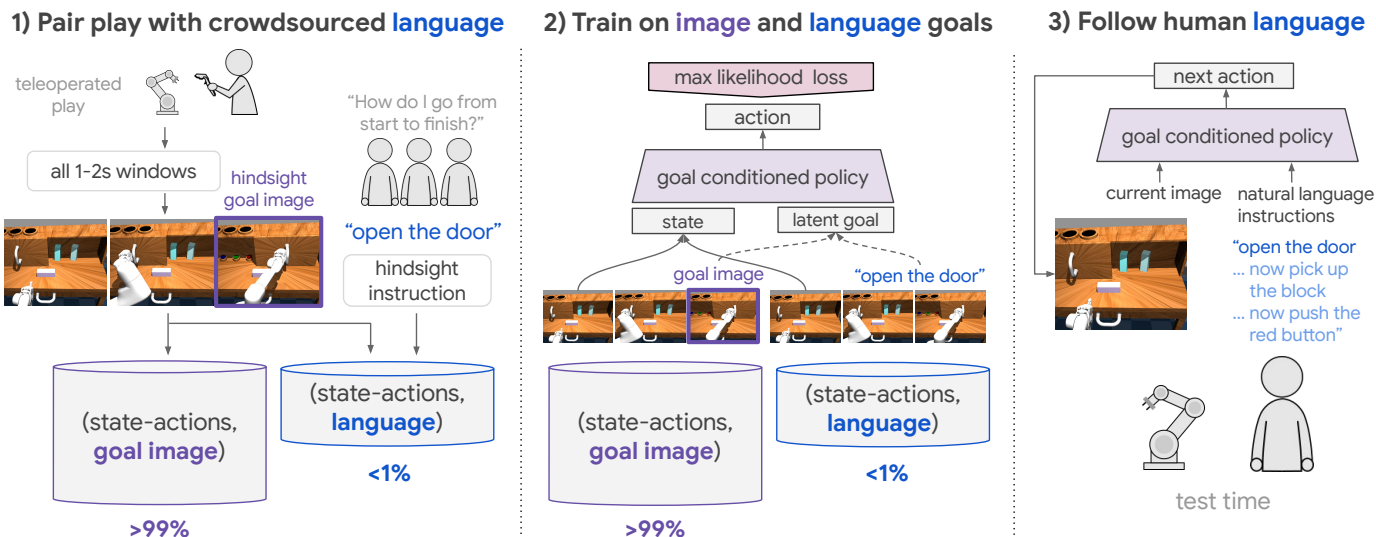 1) Pair play with crowdsourced language
teleoperated
play
“How do I go from
start to finish?”
all 1-2s windows
hindsight
goal image
“open the door”
hindsight
instruction
(state-actions,
goal image)
>99%
(state-actions,
language)
<1%
2) Train on image and language goals
max likelihood loss
action
goal conditioned policy
state
latent goal
goal image
“open the door”
(state-actions,
goal image)
>99%
(state-actions,
language)
<1%
3) Follow human language
next action
goal conditioned policy
current image
natural language
instructions
“open the door
... now pick up
the block
... now push the
red button”
test time